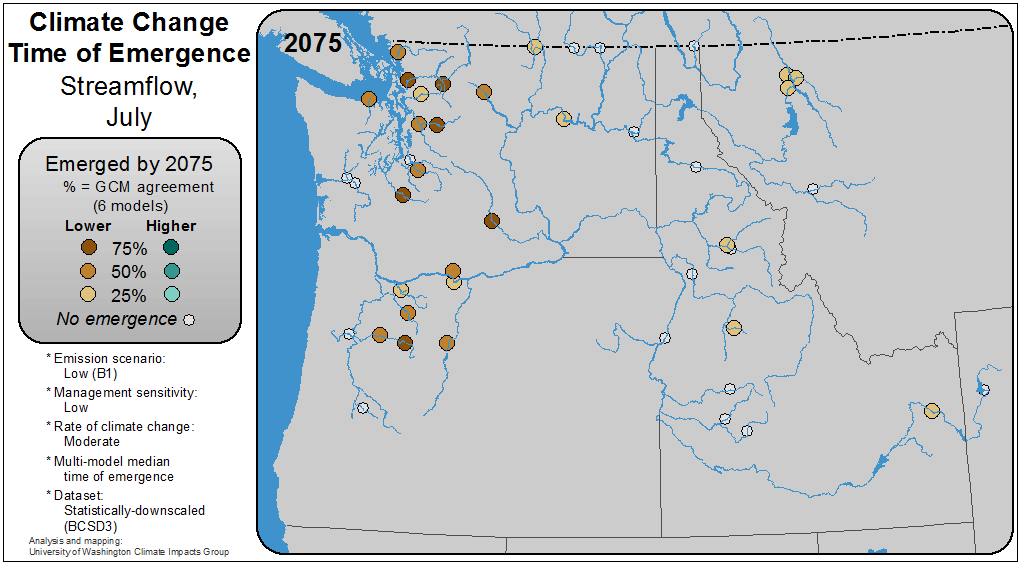 Climate Change
Time of Emergence
Streamflow,
July
2075
Emerged by 2075
% = GCM agreement
(6 models)
Lower Higher
75%
50%
25%
No emergence
* Emission scenario:
Low (B1)
* Management sensitivity:
Low
* Rate of climate change:
Moderate
* Multi-model median
time of emergence
* Dataset:
Statistically-downscaled
(BCSD3)
Analysis and mapping:
University of Washington Climate Impacts Group